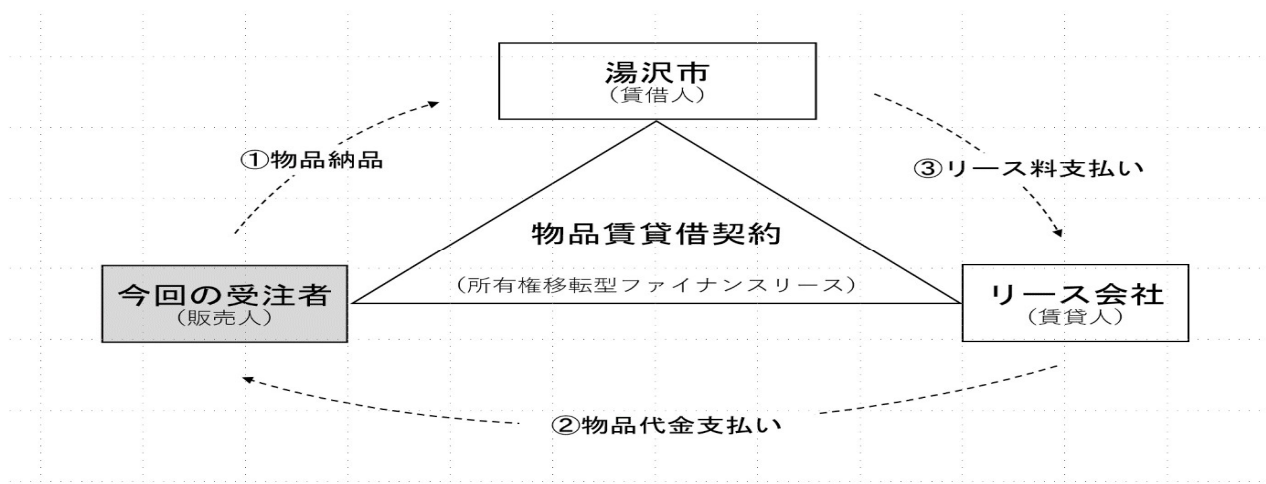 湯沢市
(賃借人)
①物品納品
③リース料支払い
物品賃貸借契約
(所有権移転型ファイナンスリース)
今回の受注者
(販売人)
リース会社
(賃貸人)
②物品代金支払い